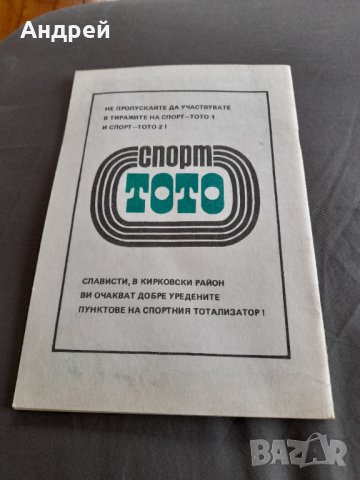 Андрей
НЕ ПРОПУСКАЙТЕ ДА УЧАСТВУВАТЕ
В ТИРАЖИТЕ НА СПОРТ–ТОТО 1
И СПОРТ–ТОТО 2!
спорт
ТОТО
СЛАВИСТИ, В КИРКОВСКИ РАЙОН
ВИ ОЧАКВАТ ДОБРЕ УРЕДЕНИТЕ
ПУНКТОВЕ НА СПОРТНИЯ ТОТАЛИЗАТОР!
BAZAR